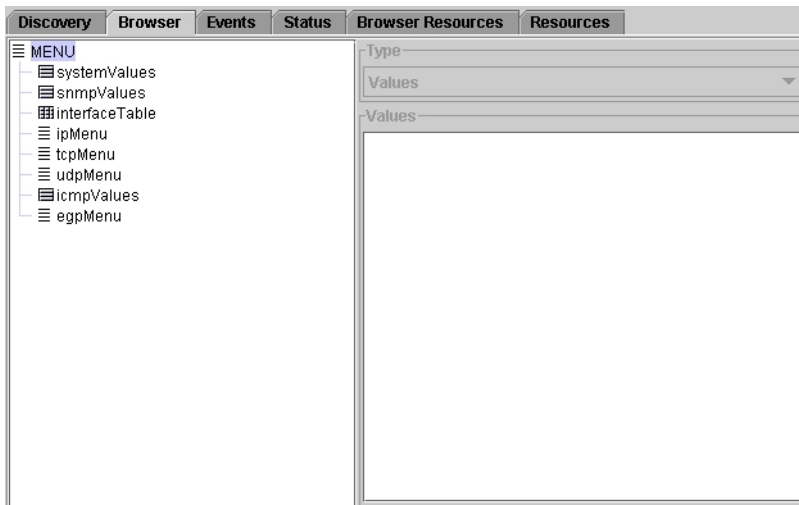 Discovery Browser Events Status Browser Resources Resources
MENU
systemValues
snmpValues
interfaceTable
ipMenu
tcpMenu
udpMenu
icmpValues
egpMenu
Type
Values
Values